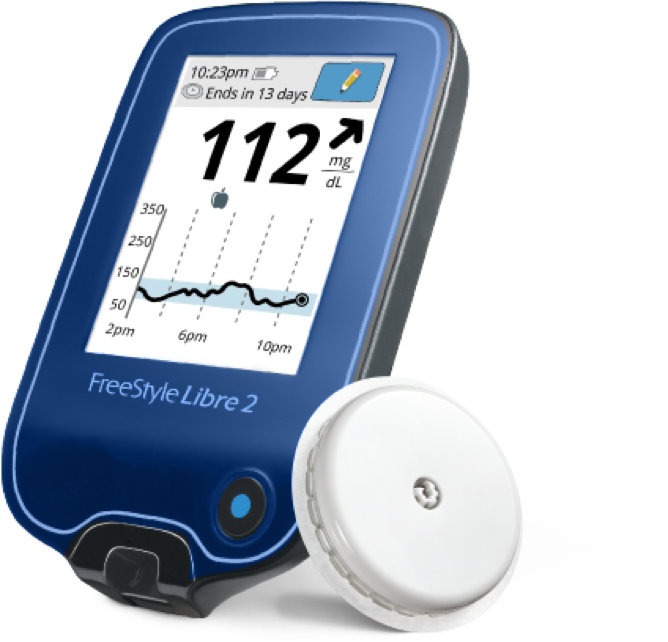 10:23pm
Ends in 13 days
112
mg
dL
350
250
150
50
2pm 6pm 10pm
FreeStyle Libre 2